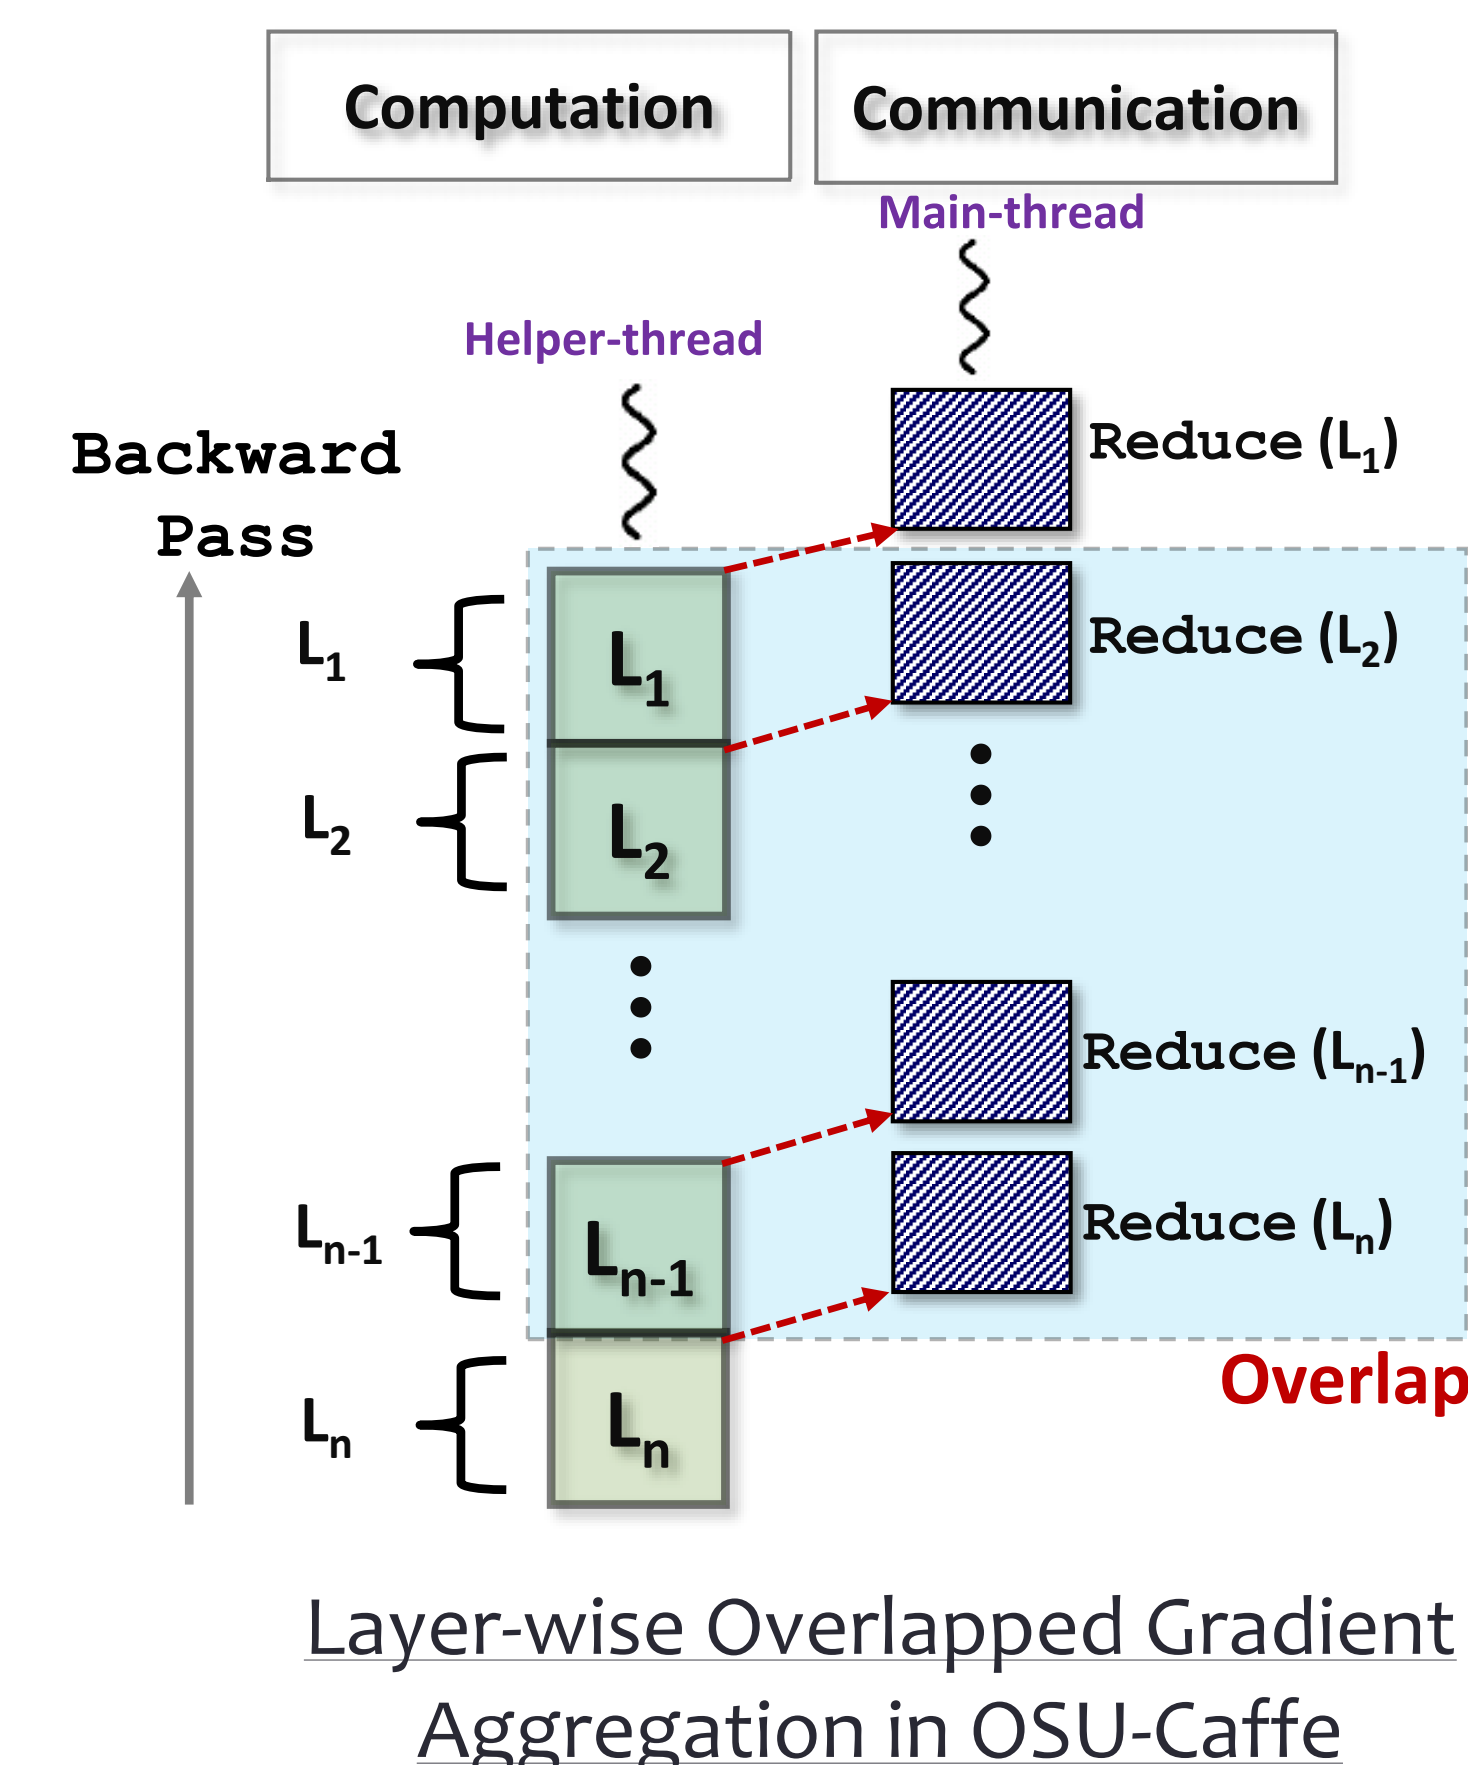 Computation
Communication
Main-thread
Helper-thread
Backward
Pass
Reduce (L1)
L1
L1
Reduce (L2)
L2
L2
Reduce (Ln-1)
Ln-1
Ln-1
Reduce (Ln)
Overlap
Ln
Ln
Layer-wise Overlapped Gradient
Aggregation in OSU-Caffe